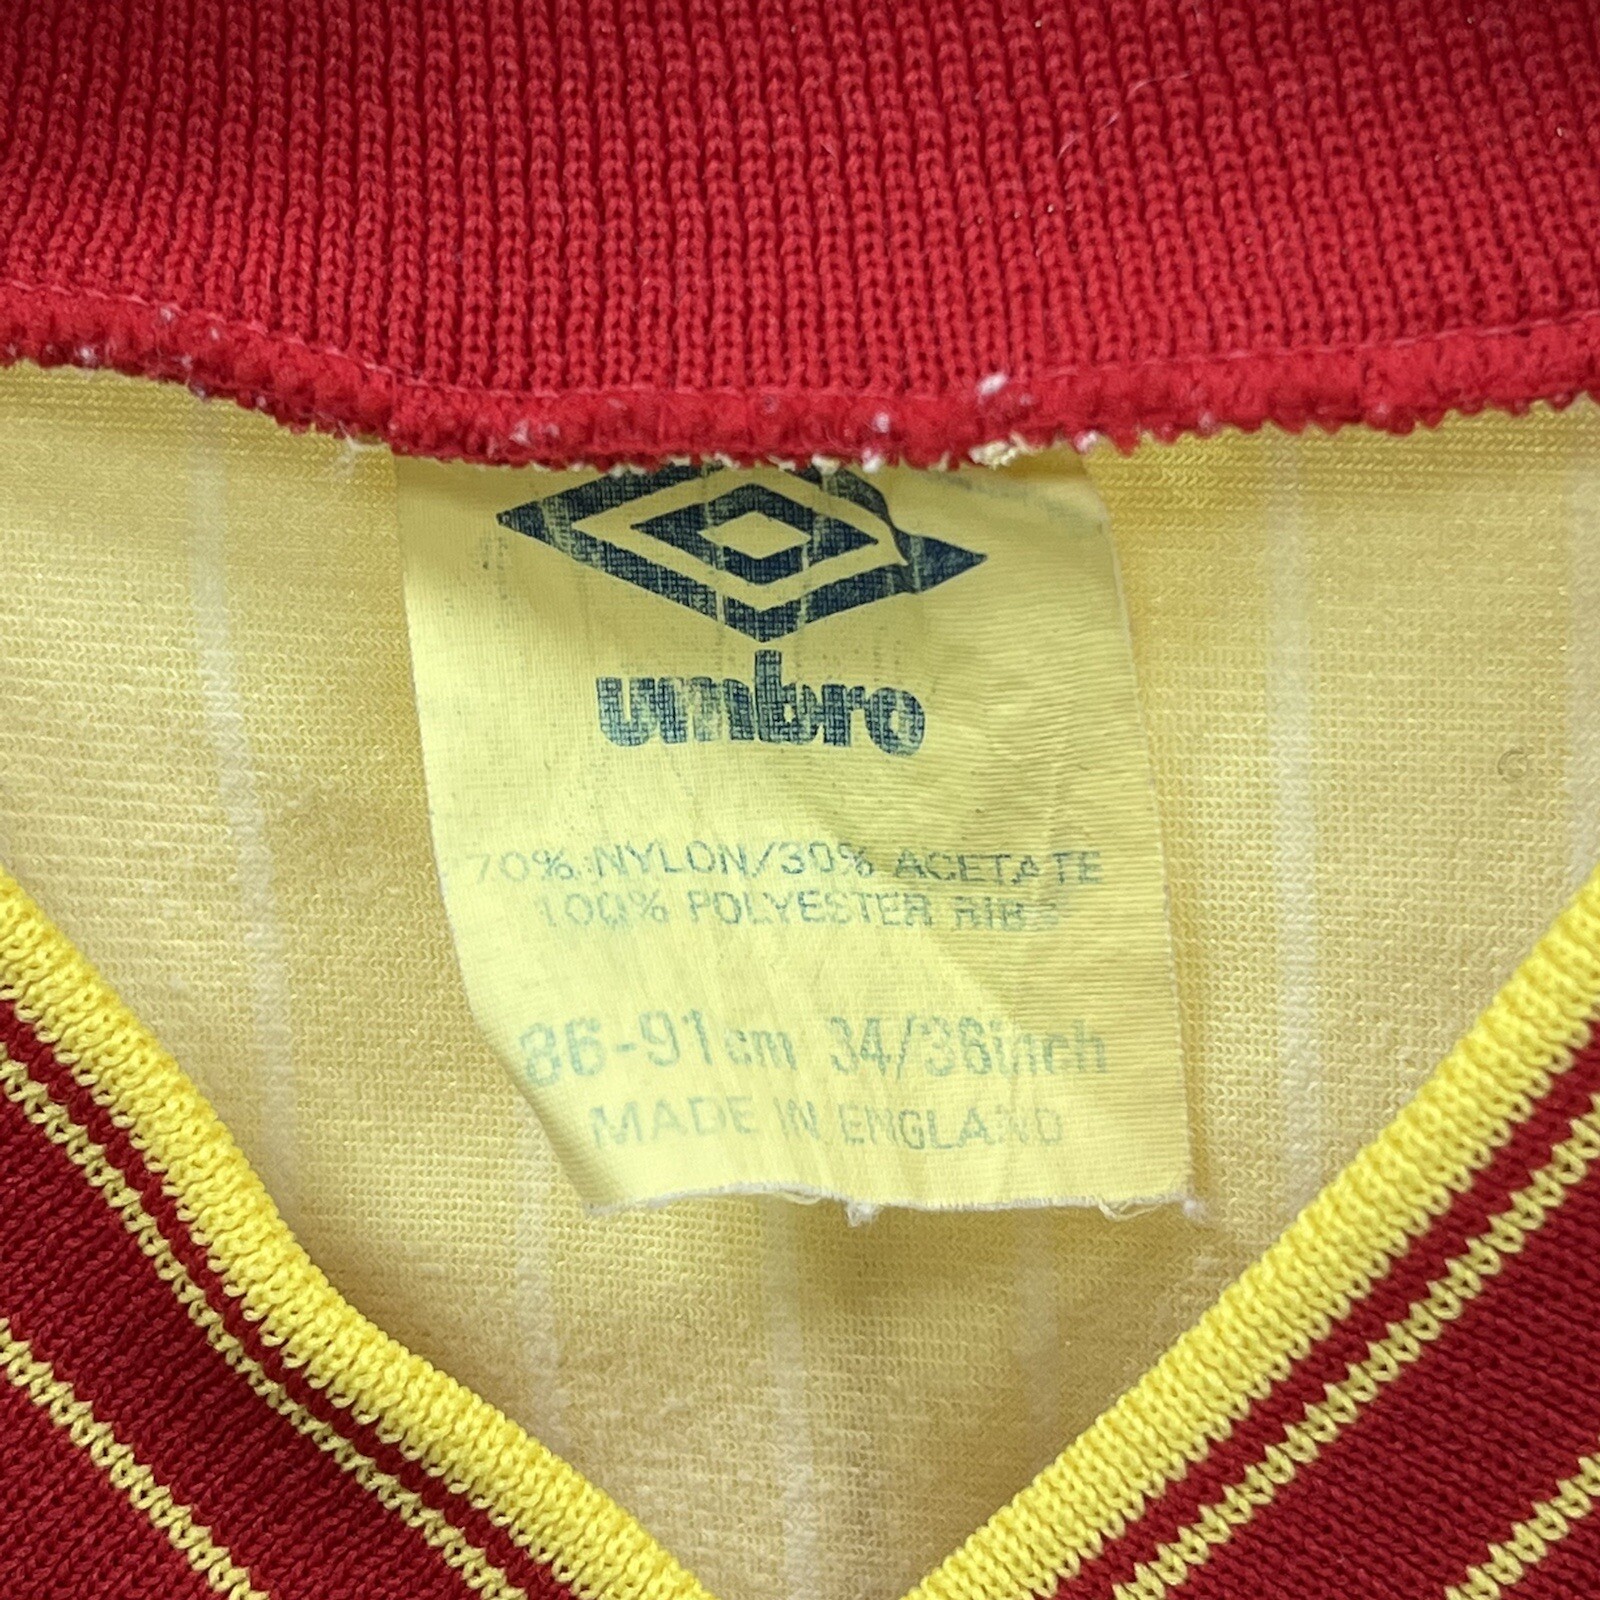 umbro
70% NYLON/30% ACETATE
100% POLYESTER RIBS
86-91cm 34/36inch
MADE IN ENGLAND